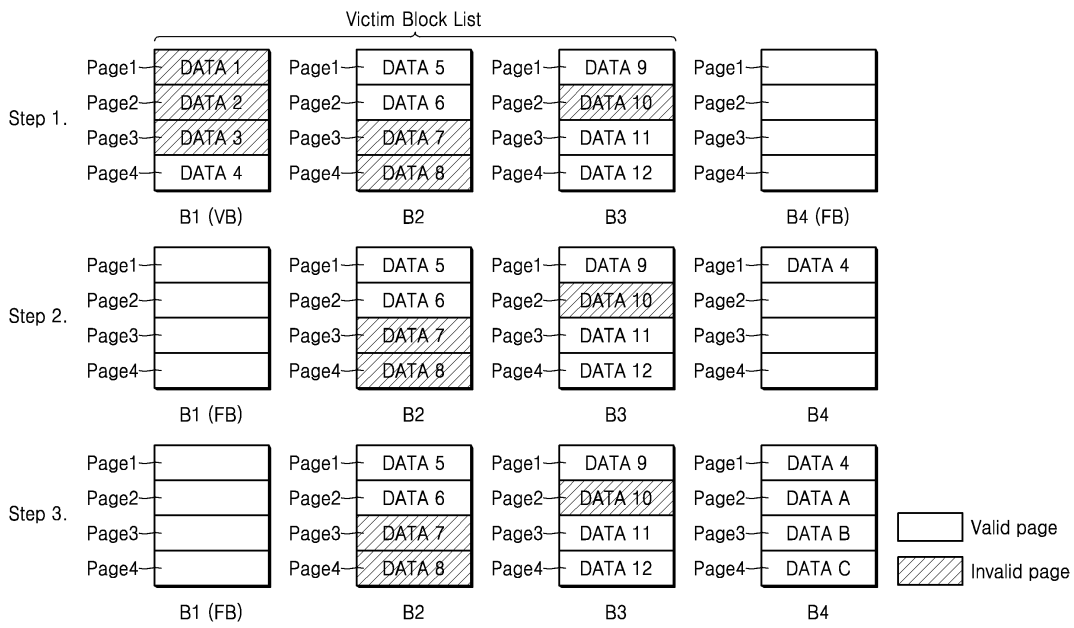 Victim Block List
Step 1.
Page1 DATA 1 Page1 DATA 5 Page1 DATA 9 Page1
Page2 DATA 2 Page2 DATA 6 Page2 DATA 10 Page2
Page3 DATA 3 Page3 DATA 7 Page3 DATA 11 Page3
Page4 DATA 4 Page4 DATA 8 Page4 DATA 12 Page4
B1 (VB) B2 B3 B4 (FB)
Step 2.
Page1 Page1 DATA 5 Page1 DATA 9 Page1 DATA 4
Page2 Page2 DATA 6 Page2 DATA 10 Page2
Page3 Page3 DATA 7 Page3 DATA 11 Page3
Page4 Page4 DATA 8 Page4 DATA 12 Page4
B1 (FB) B2 B3 B4
Step 3.
Page1 Page1 DATA 5 Page1 DATA 9 Page1 DATA 4
Page2 Page2 DATA 6 Page2 DATA 10 Page2 DATA A
Page3 Page3 DATA 7 Page3 DATA 11 Page3 DATA B
Page4 Page4 DATA 8 Page4 DATA 12 Page4 DATA C
B1 (FB) B2 B3 B4
Valid page
Invalid page